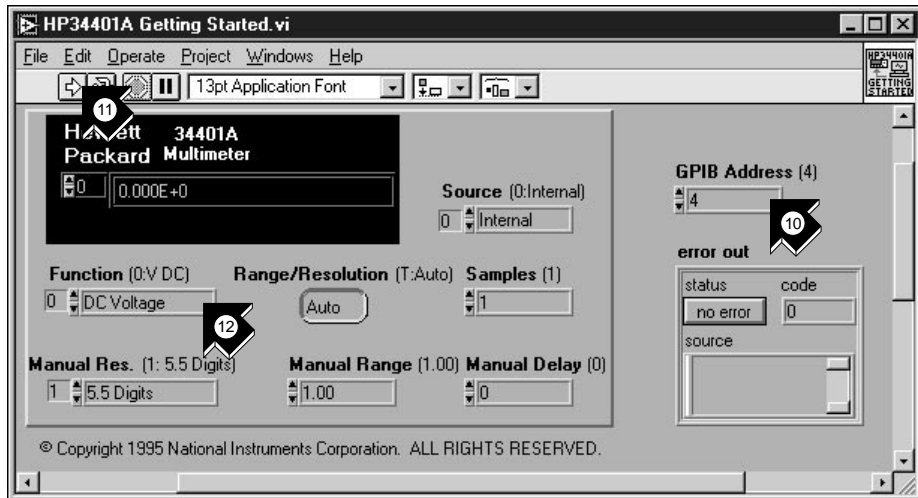 HP34401A Getting Started.vi
File Edit Operate Project Windows Help
13pt Application Font
HP34401A
GETTING
STARTED
11
Hewlett 34401A
Packard Multimeter
0 0.000E+0
Source (0:Internal)
0 Internal
GPIB Address (4)
4
10
Function (0:V DC) Range/Resolution (T:Auto) Samples (1)
0 DC Voltage Auto 1
12
error out
status code
no error 0
source
Manual Res. (1: 5.5 Digits) Manual Range (1.00) Manual Delay (0)
1 5.5 Digits 1.00 0
© Copyright 1995 National Instruments Corporation. ALL RIGHTS RESERVED.